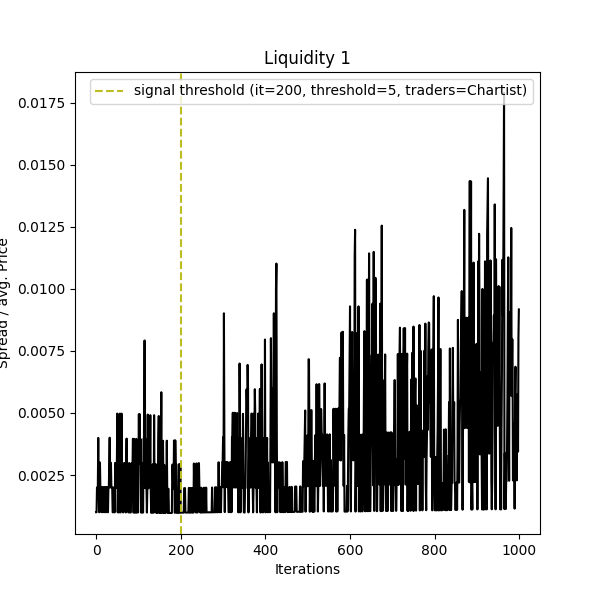 Liquidity 1
signal threshold (it=200, threshold=5, traders=Chartist)
0.0175
0.0150
0.0125
0.0100
0.0075
0.0050
0.0025
Spread / avg. Price
0 200 400 600 800 1000
Iterations